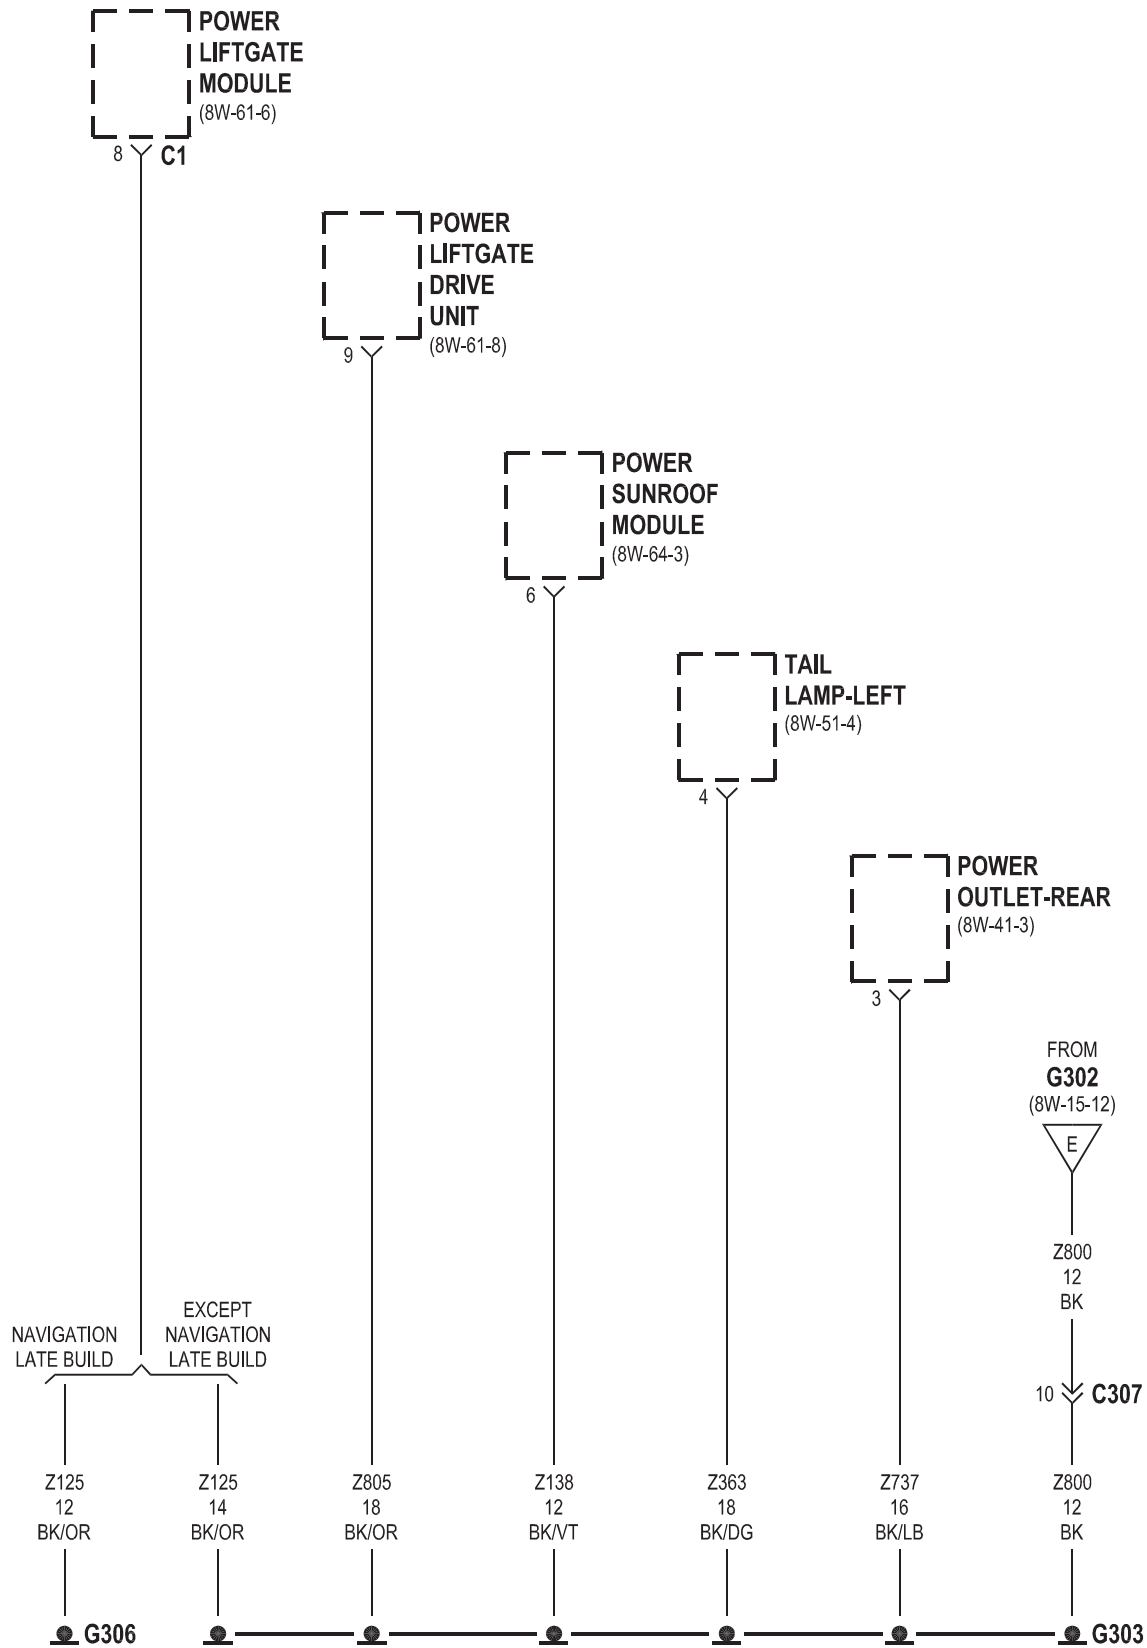 POWER
LIFTGATE
MODULE
(8W-61-6)
8
C1
POWER
LIFTGATE
DRIVE
UNIT
(8W-61-8)
9
POWER
SUNROOF
MODULE
(8W-64-3)
6
TAIL
LAMP-LEFT
(8W-51-4)
4
POWER
OUTLET-REAR
(8W-41-3)
3
FROM
G302
(8W-15-12)
E
Z800
12
BK
NAVIGATION
LATE BUILD
EXCEPT
NAVIGATION
LATE BUILD
10
C307
Z125
12
BK/OR
Z125
14
BK/OR
Z805
18
BK/OR
Z138
12
BK/VT
Z363
18
BK/DG
Z737
16
BK/LB
Z800
12
BK
G306
G303